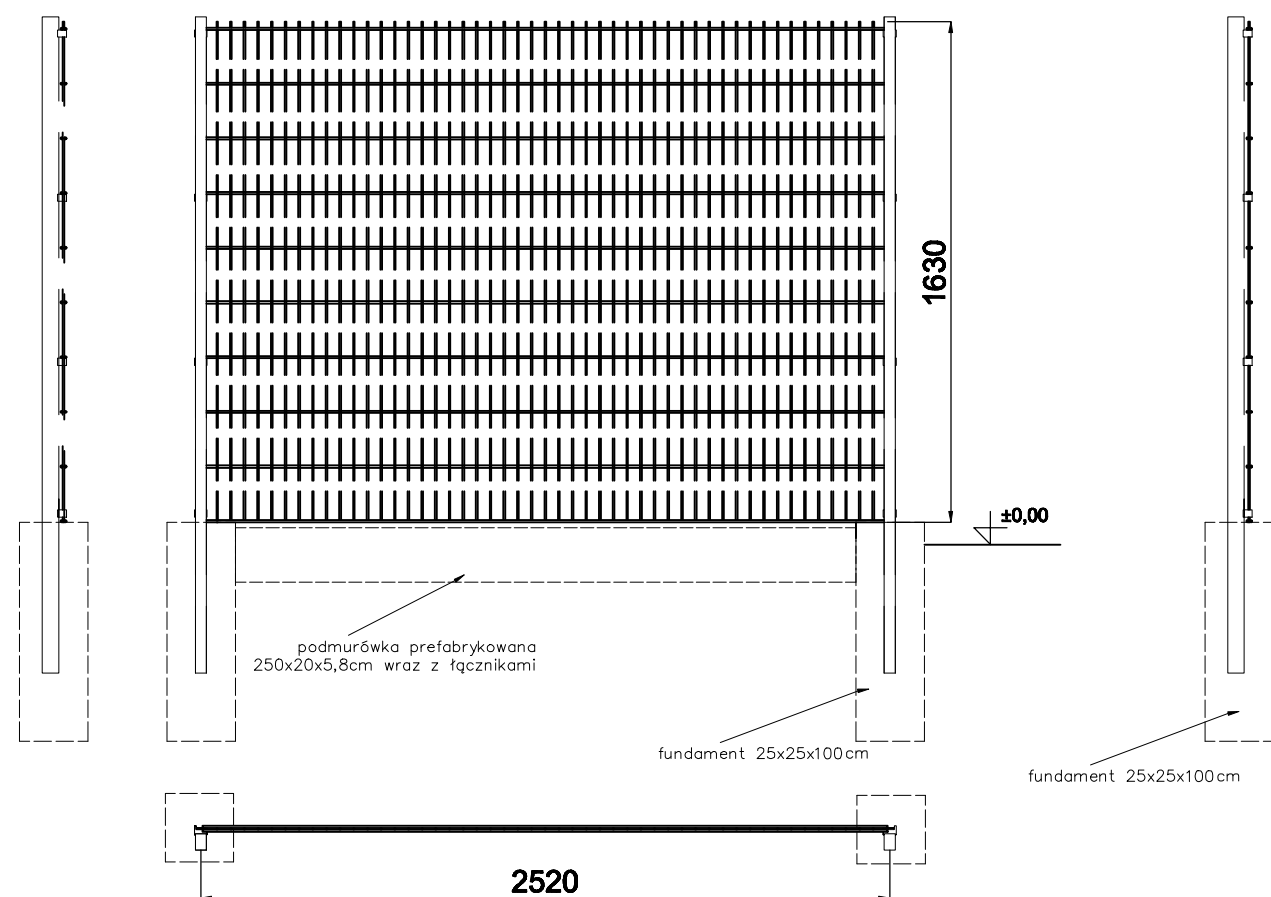 1630
±0,00
podmurówka prefabrykowana
250x20x5,8cm wraz z łącznikami
fundament 25x25x100cm
fundament 25x25x100cm
2520